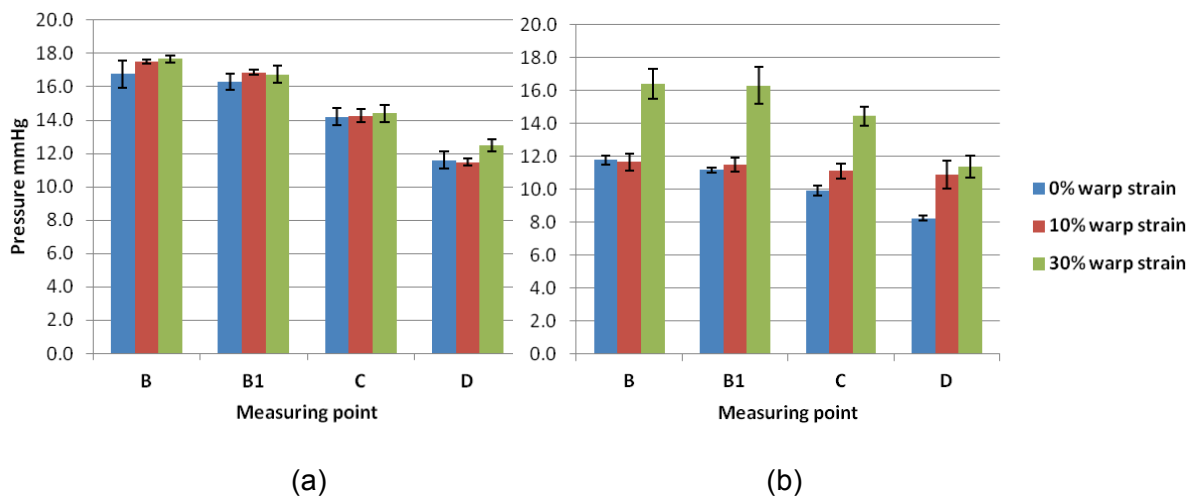 20.0
18.0
16.0
14.0
12.0
10.0
8.0
6.0
4.0
2.0
0.0
Pressure mmHg
B B1 C D
Measuring point
(a)
20.0
18.0
16.0
14.0
12.0
10.0
8.0
6.0
4.0
2.0
0.0
B B1 C D
Measuring point
(b)
0% warp strain
10% warp strain
30% warp strain